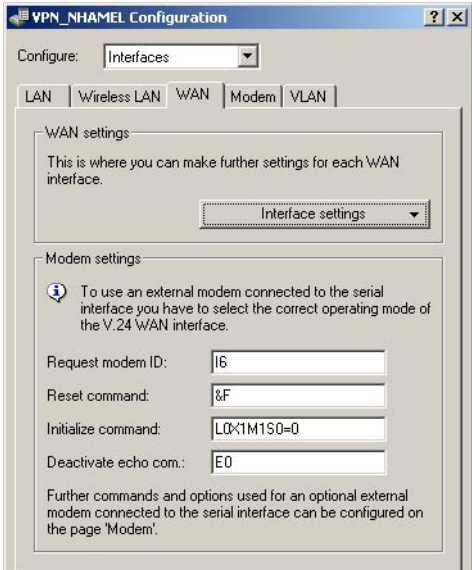 VPN_NHAMEL Configuration
Configure: Interfaces
LAN Wireless LAN WAN Modem VLAN
WAN settings
This is where you can make further settings for each WAN
interface.
Interface settings
Modem settings
To use an external modem connected to the serial
interface you have to select the correct operating mode of
the V.24 WAN interface.
Request modem ID: I6
Reset command: &F
Initialize command: L0X1M1S0=0
Deactivate echo com.: E0
Further commands and options used for an optional external
modem connected to the serial interface can be configured on
the page 'Modem'.